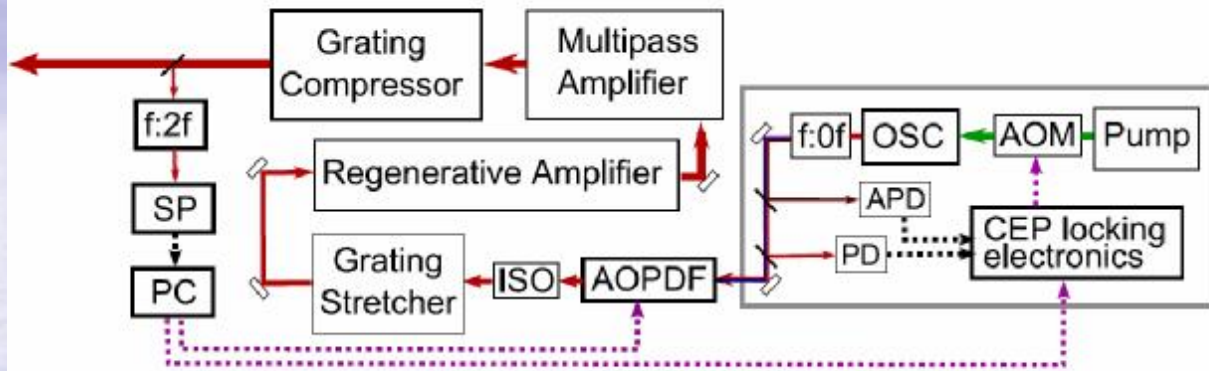 Grating
Compressor
Multipass
Amplifier
f:2f
f:0f
OSC
AOM
Pump
Regenerative Amplifier
SP
APD
CEP locking
electronics
PD
Grating
Stretcher
ISO
AOPDF
PC